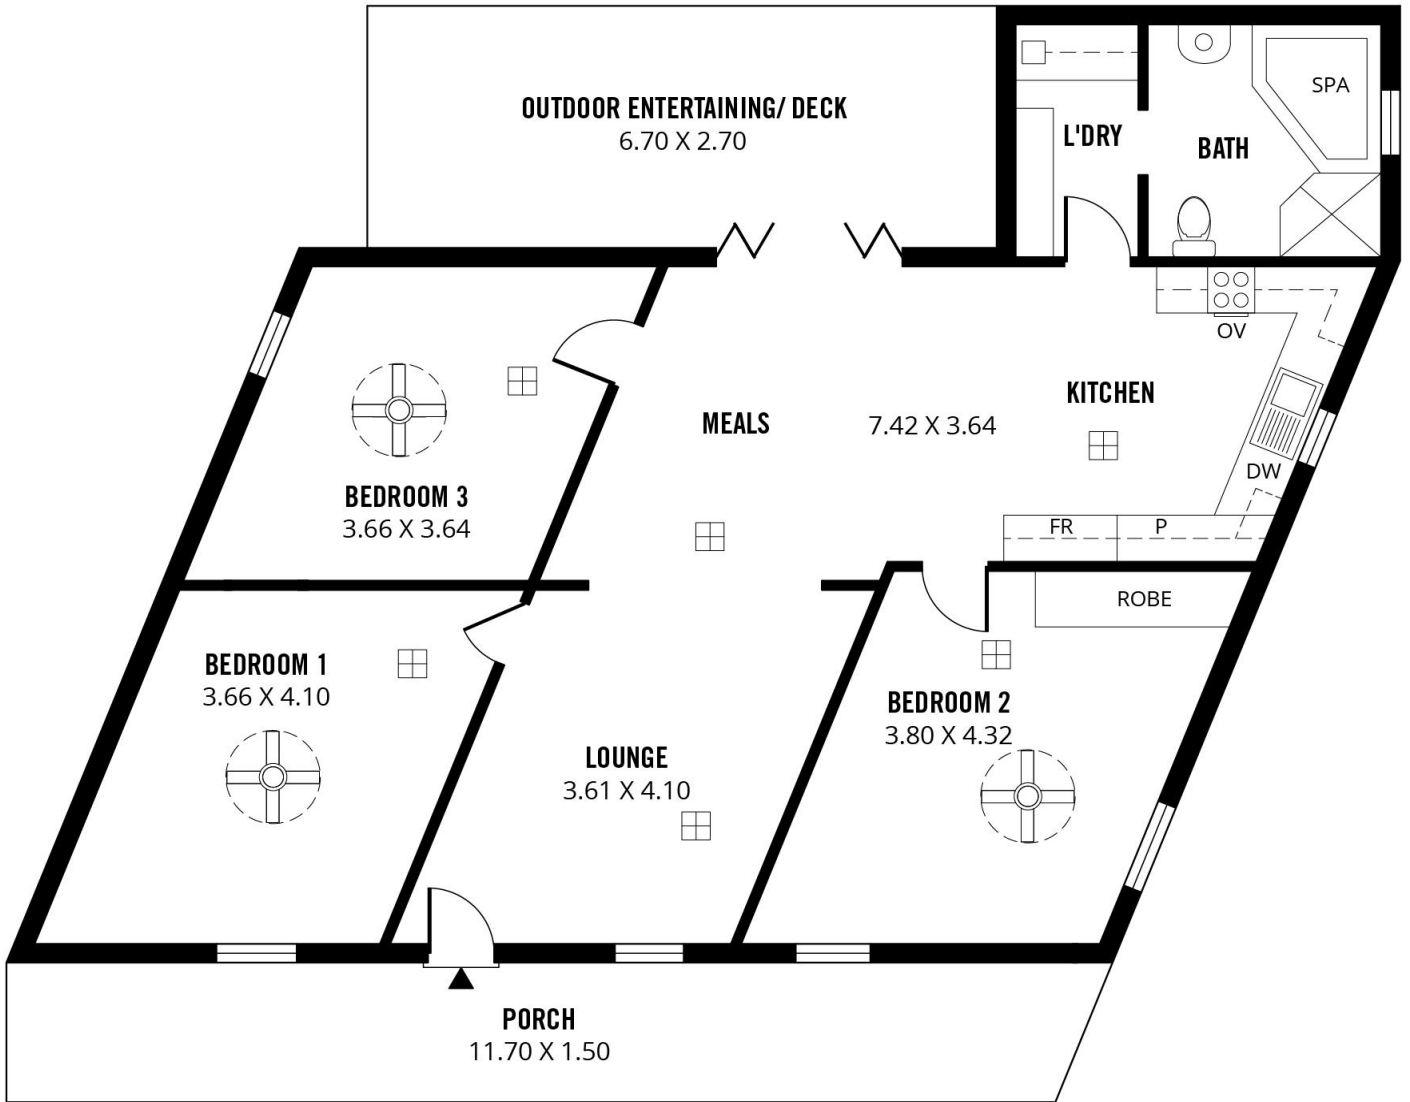 OUTDOOR ENTERTAINING/ DECK
6.70 X 2.70
L'DRY
BATH
SPA
OV
KITCHEN
MEALS
7.42 X 3.64
DW
FR
P
BEDROOM 3
3.66 X 3.64
ROBE
BEDROOM 1
3.66 X 4.10
BEDROOM 2
3.80 X 4.32
LOUNGE
3.61 X 4.10
PORCH
11.70 X 1.50